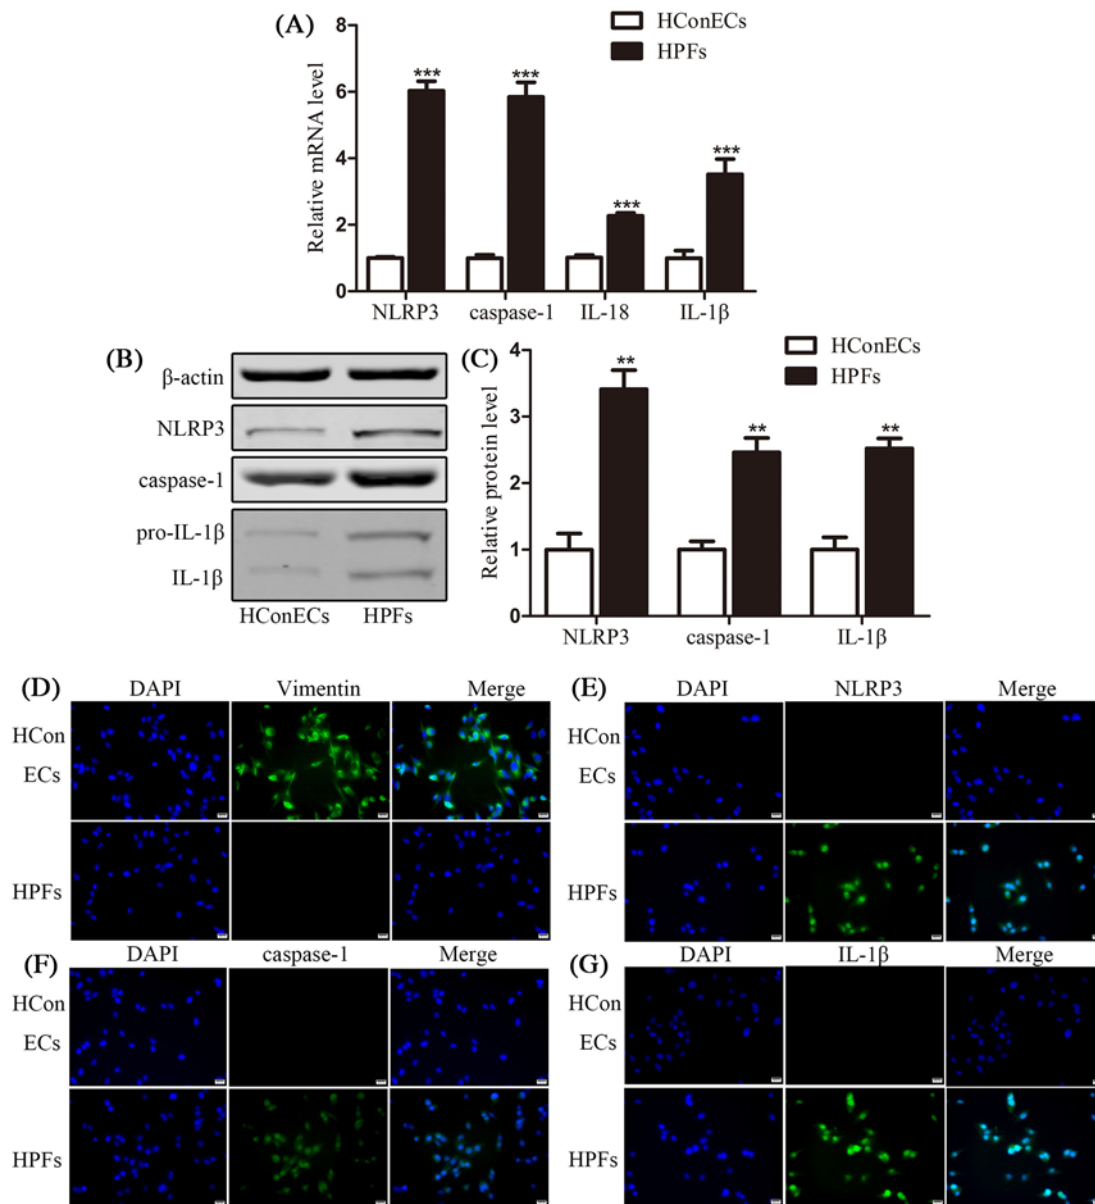 (A)
HConECs
HPFs
Relative mRNA level
8
6
4
2
0
***
***
***
***
NLRP3
caspase-1
IL-18
IL-1β
(B)
β-actin
NLRP3
caspase-1
pro-IL-1β
IL-1β
HConECs
HPFs
(C)
HConECs
HPFs
Relative protein level
4
3
2
1
0
**
**
**
NLRP3
caspase-1
IL-1β
(D)
DAPI
Vimentin
Merge
HCon
ECs
HPFs
(E)
DAPI
NLRP3
Merge
HCon
ECs
HPFs
(F)
DAPI
caspase-1
Merge
HCon
ECs
HPFs
(G)
DAPI
IL-1β
Merge
HCon
ECs
HPFs